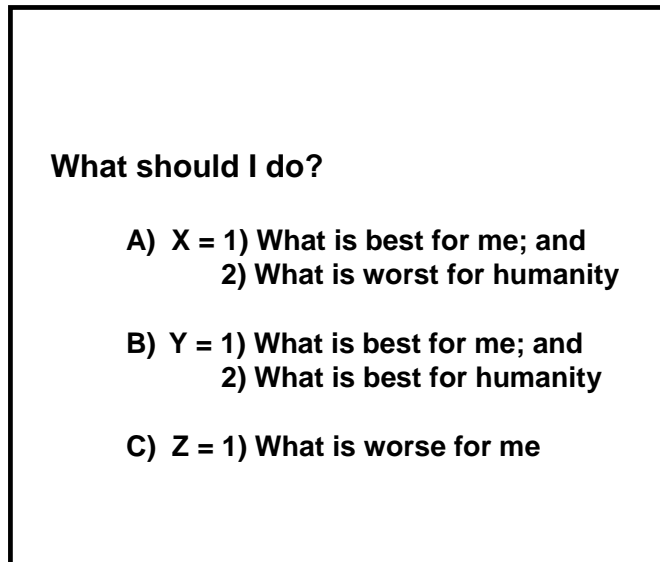 What should I do?
A) X = 1) What is best for me; and
2) What is worst for humanity
B) Y = 1) What is best for me; and
2) What is best for humanity
C) Z = 1) What is worse for me